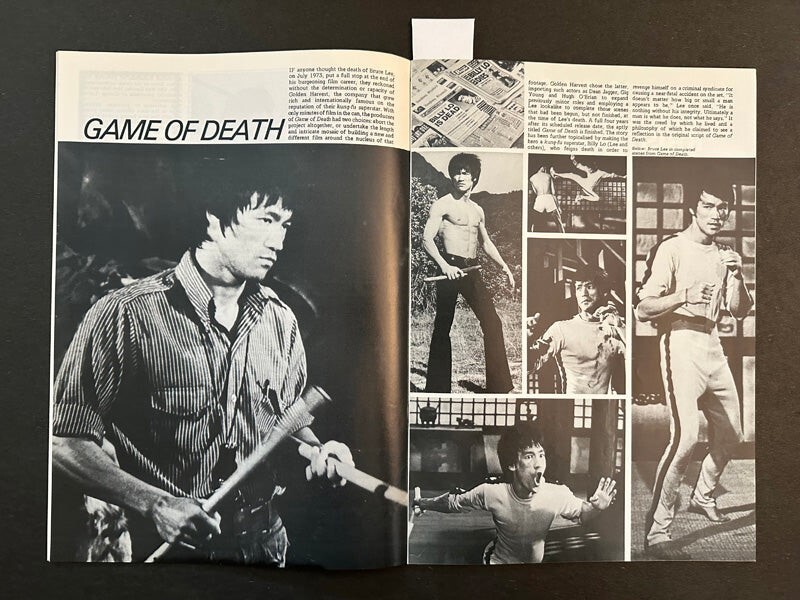 GAME OF DEATH
IF anyone thought the death of Bruce Lee,
on July 1973, put a full stop at the end of
his burgeoning film career, they reckoned
without the determination or rapacity of
Golden Harvest, the company that grew
rich and internationally famous on the
reputation of their kung-fu superstar. With
only minutes of film in the can, the producers
of Game of Death had two choices: abort the
project altogether, or undertake the lengthy
and intricate mosaic of building a new and
different film around the nucleus of that
footage. Golden Harvest chose the latter,
importing such actors as Dean Jagger, Gig
Young and Hugh O'Brian to expand
previously minor roles and employing a
Lee lookalike to complete those scenes
that had been begun, but not finished, at
the time of Lee's death. A full four years
after its scheduled release date, the aptly
titled Game of Death is finished. The story
has been further topicalised by making the
hero a kung-fu superstar, Billy Lo (Lee and
others), who feigns death in order to
revenge himself on a criminal syndicate for
causing a near-fatal accident on the set. "It
doesn't matter how big or small a man
appears to be," Lee once said. "He is
nothing without his integrity. Ultimately a
man is what he does, not what he says." It
was the creed by which he lived and a
philosophy of which he claimed to see a
reflection in the original script of Game of
Death.
Below: Bruce Lee in completed
scenes from Game of Death.